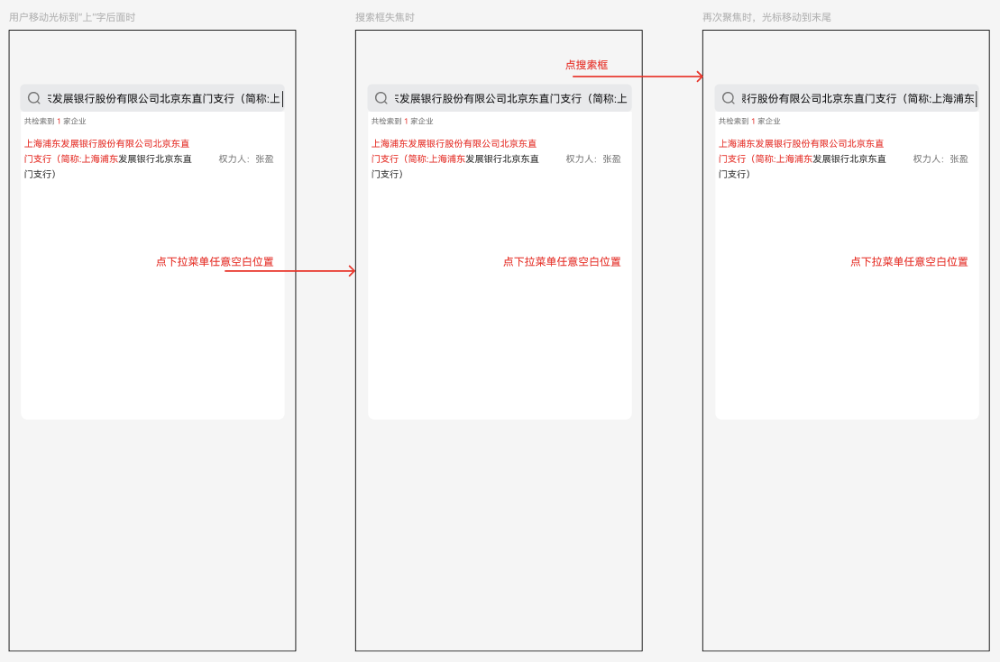 用户移动光标到"上"字后面时
发展银行股份有限公司北京东直门支行（简称:上
共检索到 1 家企业
上海浦东发展银行股份有限公司北京东直
门支行（简称:上海浦东发展银行北京东直
门支行）
权力人：张盈
点下拉菜单任意空白位置
搜索框失焦时
点搜索框
发展银行股份有限公司北京东直门支行（简称:上
共检索到 1 家企业
上海浦东发展银行股份有限公司北京东直
门支行（简称:上海浦东发展银行北京东直
门支行）
权力人：张盈
点下拉菜单任意空白位置
再次聚焦时，光标移动到末尾
行股份有限公司北京东直门支行（简称:上海浦东
共检索到 1 家企业
上海浦东发展银行股份有限公司北京东直
门支行（简称:上海浦东发展银行北京东直
门支行）
权力人：张盈
点下拉菜单任意空白位置